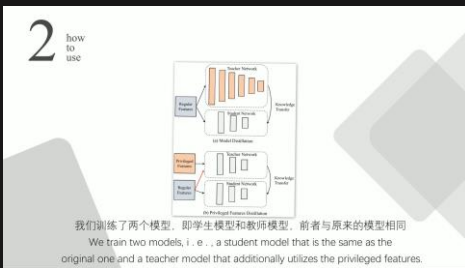 2
how
to
use
Teacher Network
Regular
Features
Student Network
Knowledge
Transfer
(a) Model Distillation
Teacher Network
Privileged
Features
Knowledge
Transfer
Student Network
Regular
Features
(b) Privileged Features Distillation
我们训练了两个模型，即学生模型和教师模型，前者与原来的模型相同
We train two models, i . e . , a student model that is the same as the
original one and a teacher model that additionally utilizes the privileged features.